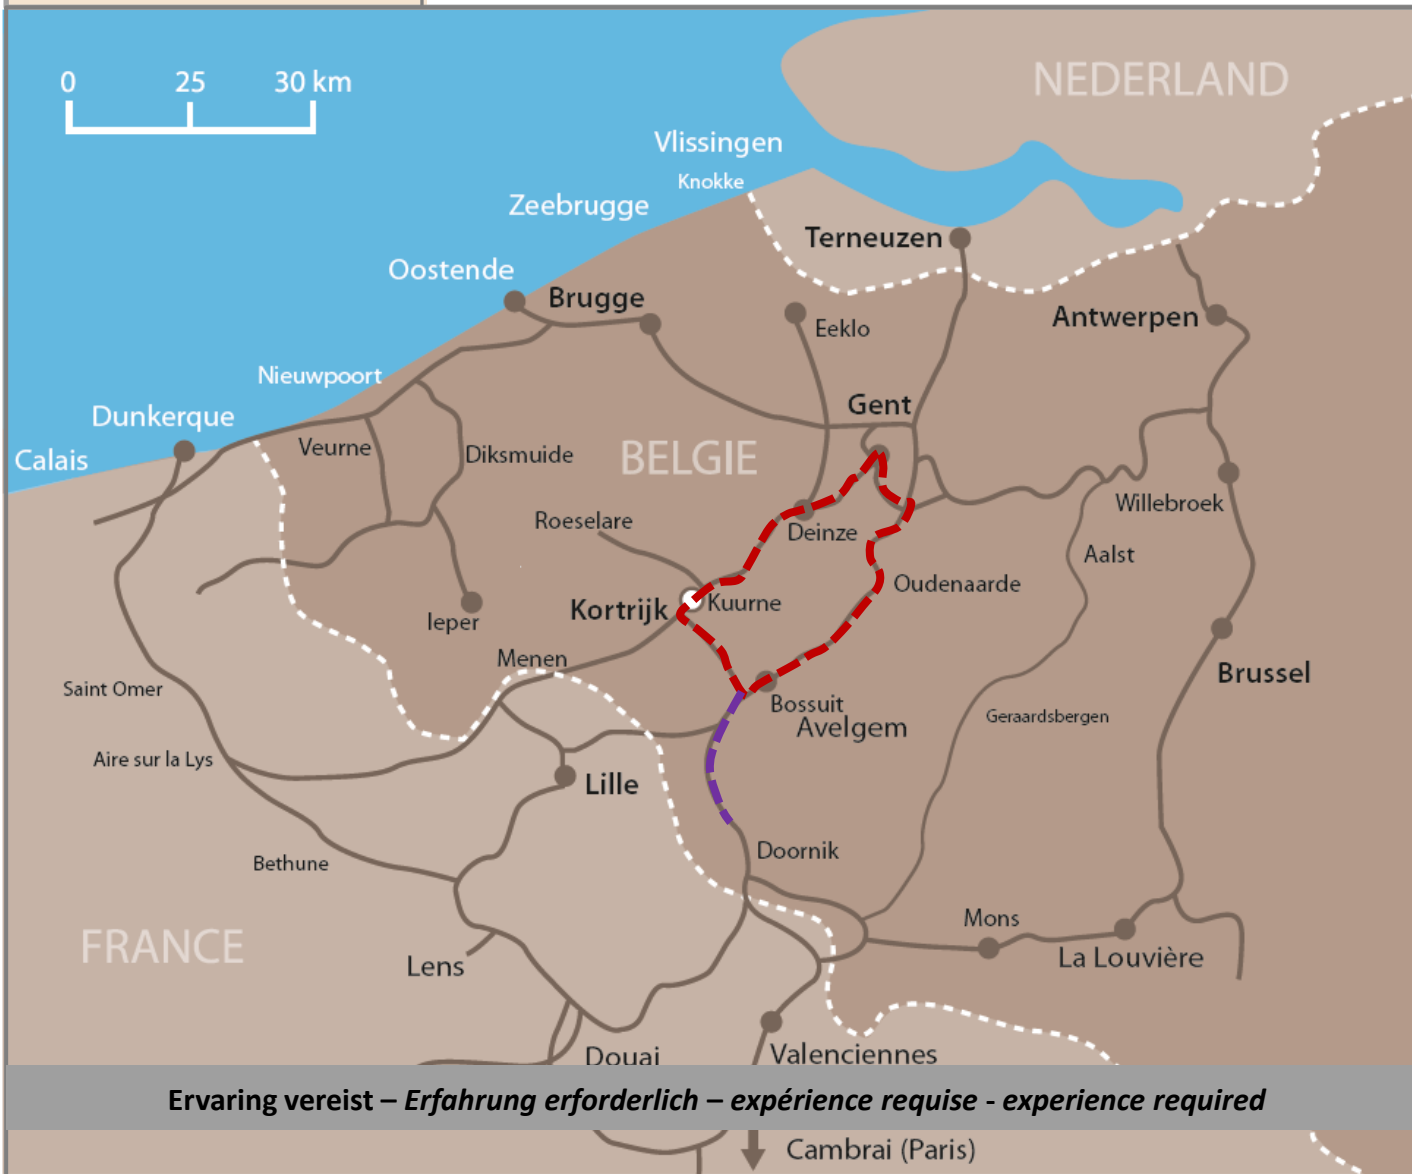 NEDERLAND
0 25 30 km
Vlissingen
Knokke
Zeebrugge
Terneuzen
Oostende
Brugge
Antwerpen
Eeklo
Nieuwpoort
Gent
Dunkerque
Veurne
Diksmuide
BELGIE
Calais
Willebroek
Roeselare
Deinze
Aalst
Oudenaarde
Kortrijk
Kuurne
Ieper
Menen
Brussel
Saint Omer
Bossuit
Geraardsbergen
Avelgem
Aire sur la Lys
Lille
Doornik
Bethune
Mons
FRANCE
La Louvière
Lens
Douai
Valenciennes
Ervaring vereist – Erfahrung erforderlich – expérience requise - experience required
Cambrai (Paris)